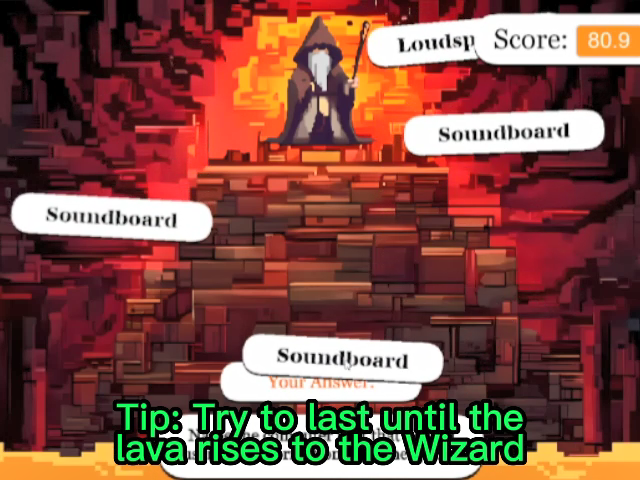 Loudsp
Score: 80.9
Soundboard
Soundboard
Soundboard
Your Answer:
Tip: Try to last until the
lava rises to the Wizard